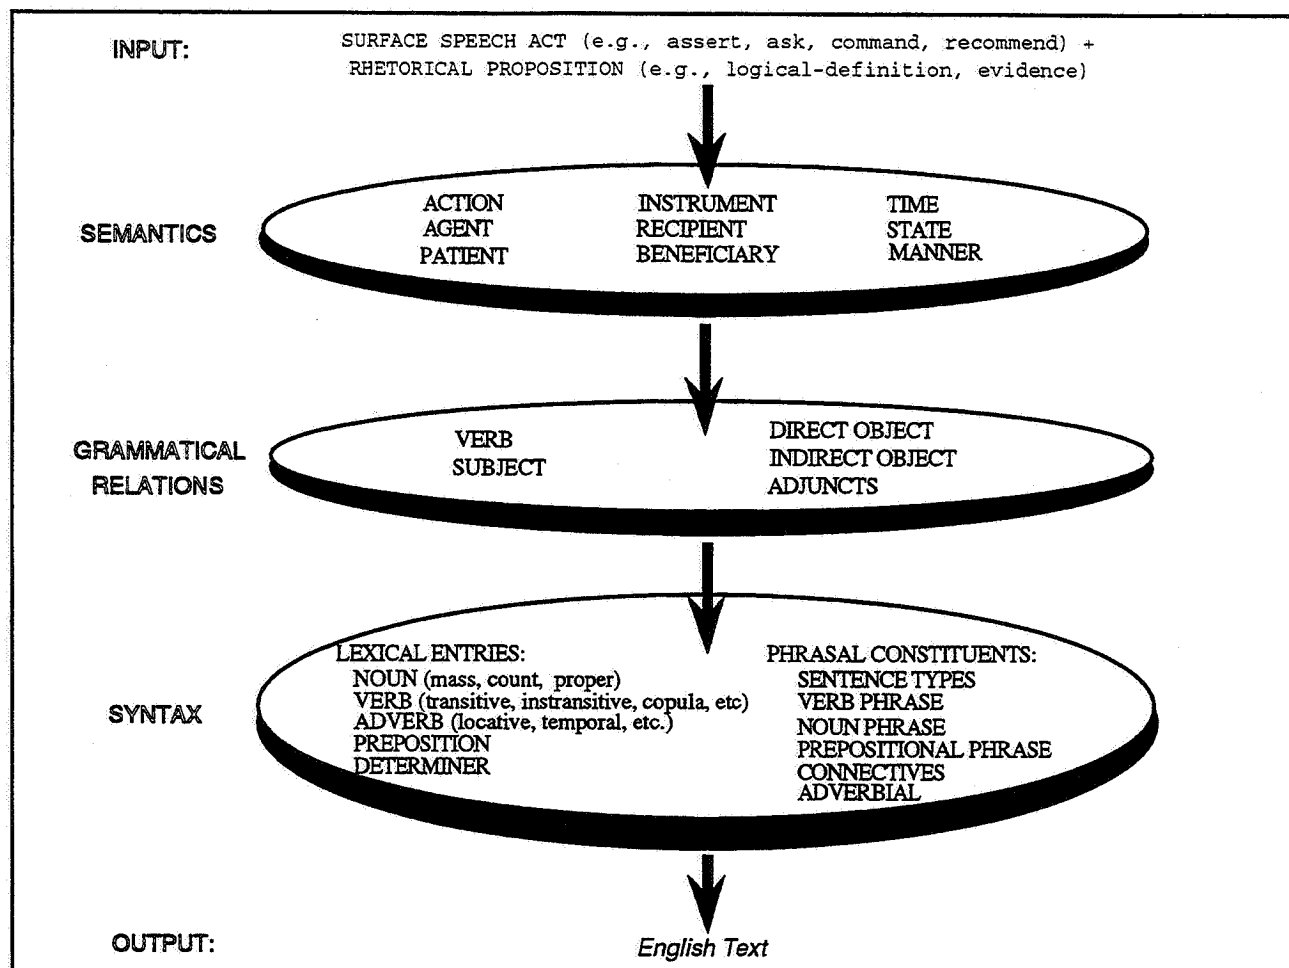 INPUT:
SURFACE SPEECH ACT (e.g., assert, ask, command, recommend) +
RHETORICAL PROPOSITION (e.g., logical-definition, evidence)
SEMANTICS
ACTION INSTRUMENT TIME
AGENT RECIPIENT STATE
PATIENT BENEFICIARY MANNER
GRAMMATICAL
RELATIONS
VERB
SUBJECT
DIRECT OBJECT
INDIRECT OBJECT
ADJUNCTS
SYNTAX
LEXICAL ENTRIES:
NOUN (mass, count, proper)
VERB (transitive, instransitive, copula, etc)
ADVERB (locative, temporal, etc.)
PREPOSITION
DETERMINER
PHRASAL CONSTITUENTS:
SENTENCE TYPES
VERB PHRASE
NOUN PHRASE
PREPOSITIONAL PHRASE
CONNECTIVES
ADVERBIAL
OUTPUT:
English Text